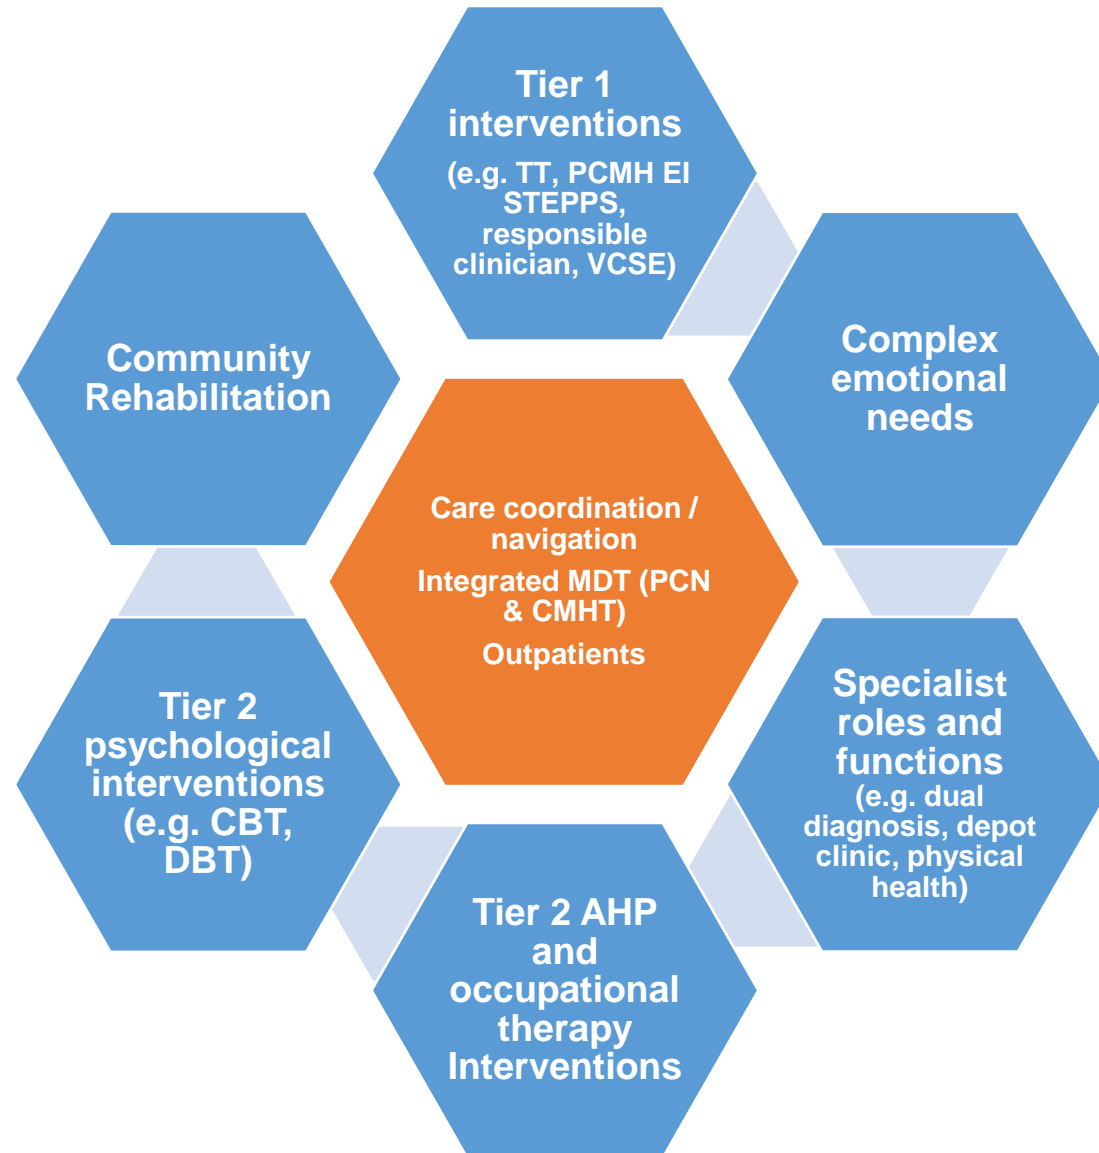 Tier 1
interventions
(e.g. TT, PCMH EI
STEPPS,
responsible
clinician, VCSE)
Complex
emotional
needs
Specialist
roles and
functions
(e.g. dual
diagnosis, depot
clinic, physical
health)
Tier 2 AHP
and
occupational
therapy
Interventions
Tier 2
psychological
interventions
(e.g. CBT,
DBT)
Community
Rehabilitation
Care coordination /
navigation
Integrated MDT (PCN
& CMHT)
Outpatients